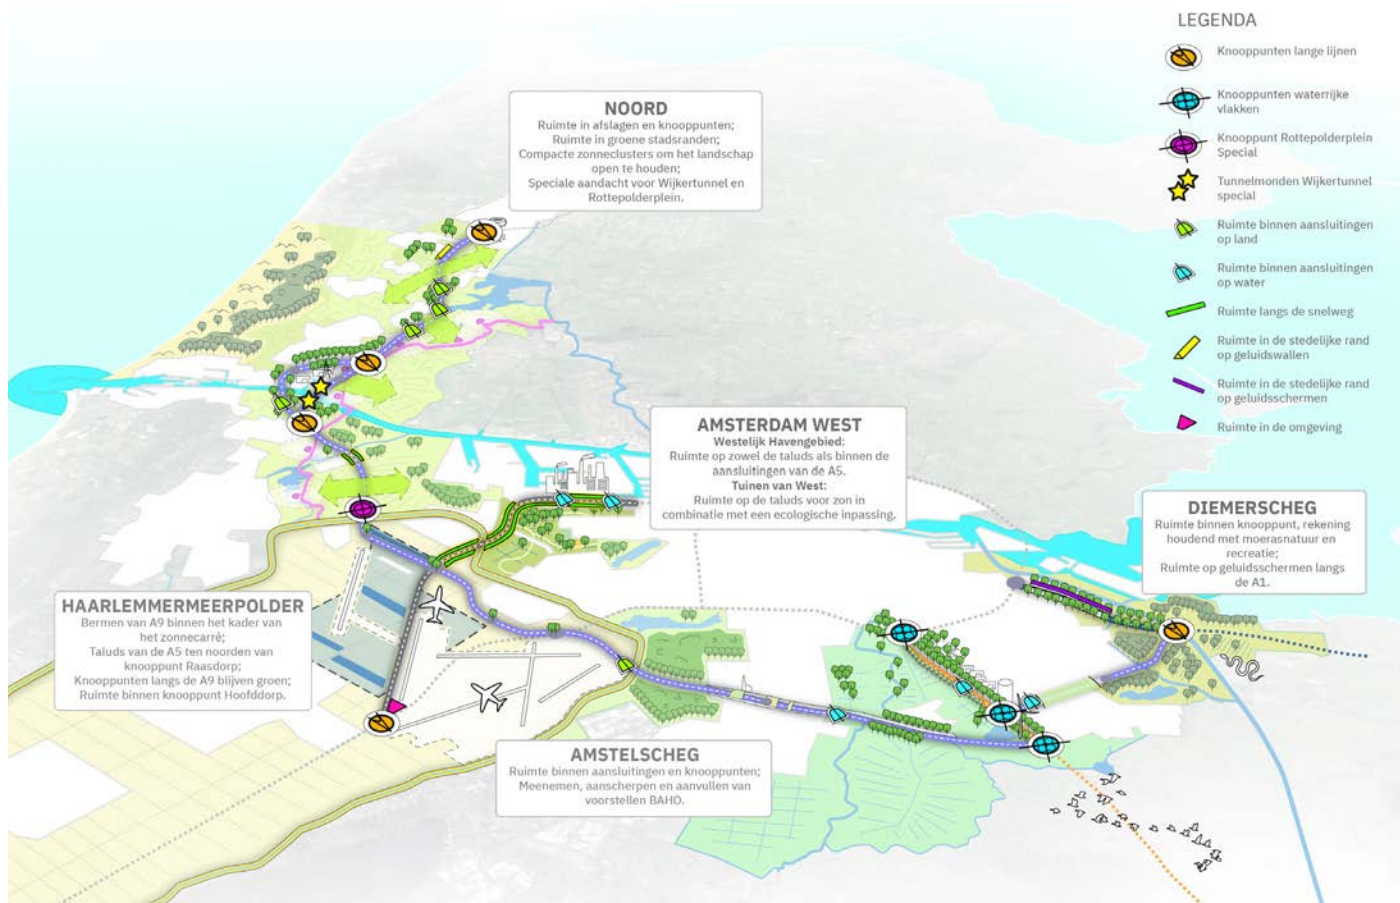 LEGENDA
Knooppunten lange lijnen
Knooppunten waterrijke
vlakken
Knooppunt Rottepolderplein
Special
Tunnelmonden Wijkertunnel
special
Ruimte binnen aansluitingen
op land
Ruimte binnen aansluitingen
op water
Ruimte langs de snelweg
Ruimte in de stedelijke rand
op geluidswallen
Ruimte in de stedelijke rand
op geluidsschermen
Ruimte in de omgeving
NOORD
Ruimte in afslagen en knooppunten;
Ruimte in groene stadsranden;
Compacte zonneclusters om het landschap
open te houden;
Speciale aandacht voor Wijkertunnel en
Rottepolderplein.
AMSTERDAM WEST
Westelijk Havengebied:
Ruimte op zowel de taluds als binnen de
aansluitingen van de A5.
Tuinen van West:
Ruimte op de taluds voor zon in
combinatie met een ecologische inpassing.
DIEMERSCHEG
Ruimte binnen knooppunt, rekening
houdend met moerasnatuur en
recreatie;
Ruimte op geluidsschermen langs
de A1.
HAARLEMMERMEERPOLDER
Bermen van A9 binnen het kader van
het zonnecarré;
Taluds van de A5 ten noorden van
knooppunt Raasdorp;
Knooppunten langs de A9 blijven groen;
Ruimte binnen knooppunt Hoofddorp.
AMSTELSCHEG
Ruimte binnen aansluitingen en knooppunten;
Meenemen, aanscherpen en aanvullen van
voorstellen BAHO.